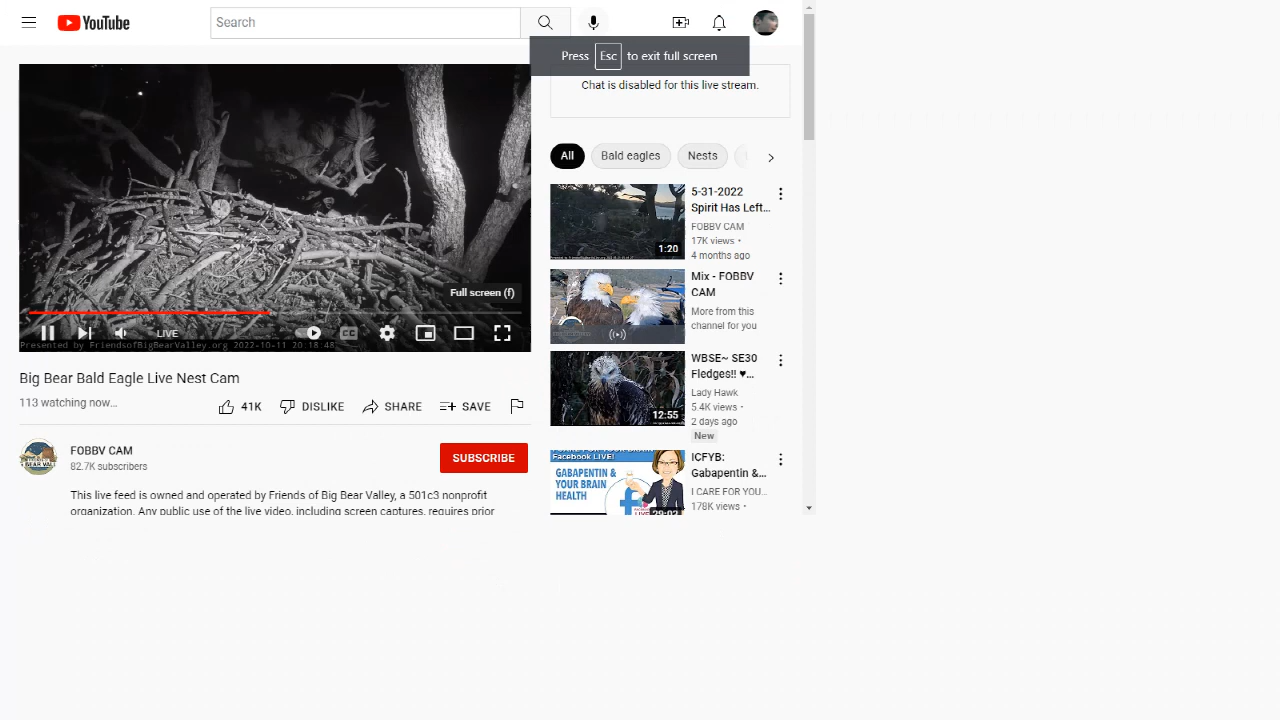 YouTube
Search
Press Esc to exit full screen
Chat is disabled for this live stream.
All
Bald eagles
Nests
Full screen (f)
LIVE
CC
Presented by FriendsofBigBearValley.org 2022-10-11 20:18:48
Big Bear Bald Eagle Live Nest Cam
113 watching now...
41K
DISLIKE
SHARE
SAVE
FOBBV CAM
82.7K subscribers
SUBSCRIBE
This live feed is owned and operated by Friends of Big Bear Valley, a 501c3 nonprofit
organization. Any public use of the live video, including screen captures, requires prior
1:20
5-31-2022
Spirit Has Left...
FOBBV CAM
17K views •
4 months ago
Mix - FOBBV
CAM
More from this
channel for you
12:55
WBSE~ SE30
Fledges!! ♥...
Lady Hawk
5.4K views •
2 days ago
New
Facebook LIVE!
GABAPENTIN &
YOUR BRAIN
HEALTH
ICFYB:
Gabapentin &...
I CARE FOR YOU...
178K views •